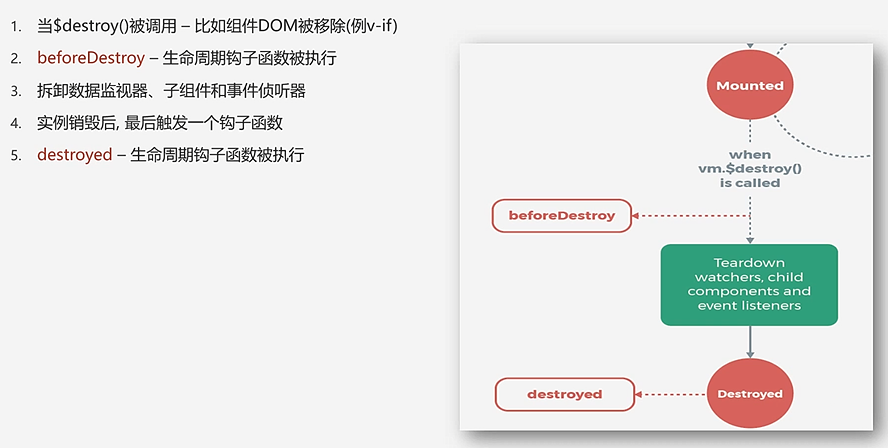 1. 当$destroy()被调用 – 比如组件DOM被移除(例v-if)
2. beforeDestroy – 生命周期钩子函数被执行
3. 拆卸数据监视器、子组件和事件侦听器
4. 实例销毁后, 最后触发一个钩子函数
5. destroyed – 生命周期钩子函数被执行
Mounted
when
vm.$destroy()
is called
beforeDestroy
Teardown
watchers, child
components and
event listeners
destroyed
Destroyed